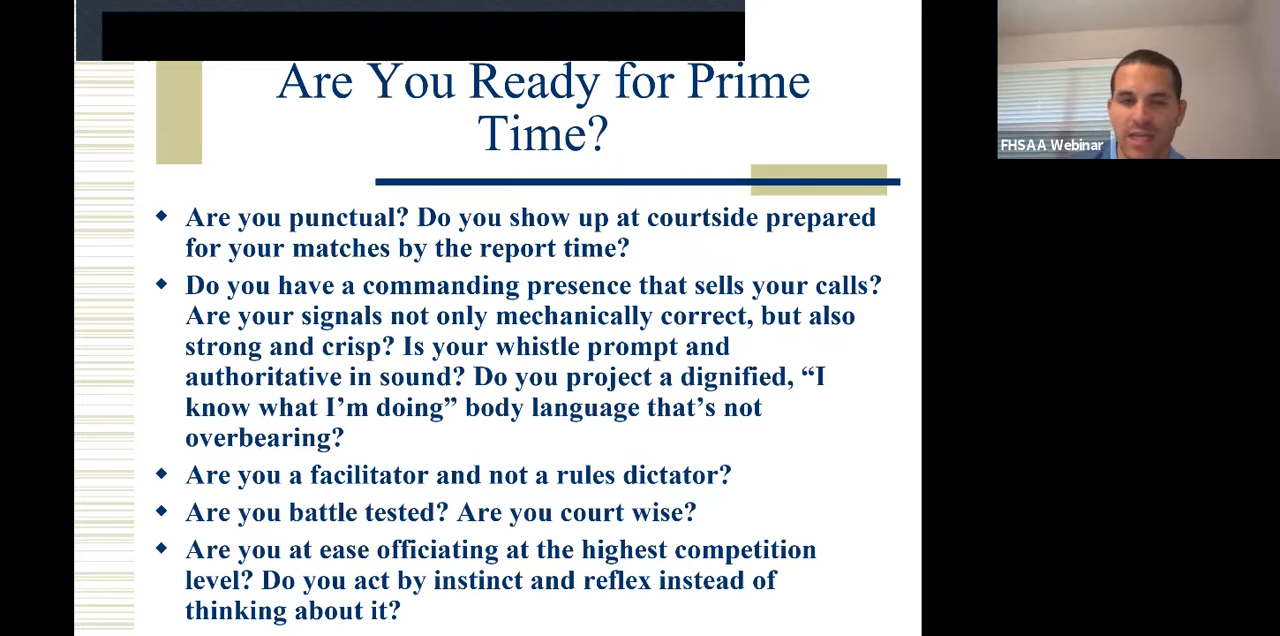 Are You Ready for Prime
Time?
FHSAA Webinar
◆ Are you punctual? Do you show up at courtside prepared
for your matches by the report time?
◆ Do you have a commanding presence that sells your calls?
Are your signals not only mechanically correct, but also
strong and crisp? Is your whistle prompt and
authoritative in sound? Do you project a dignified, “I
know what I’m doing” body language that’s not
overbearing?
◆ Are you a facilitator and not a rules dictator?
◆ Are you battle tested? Are you court wise?
◆ Are you at ease officiating at the highest competition
level? Do you act by instinct and reflex instead of
thinking about it?